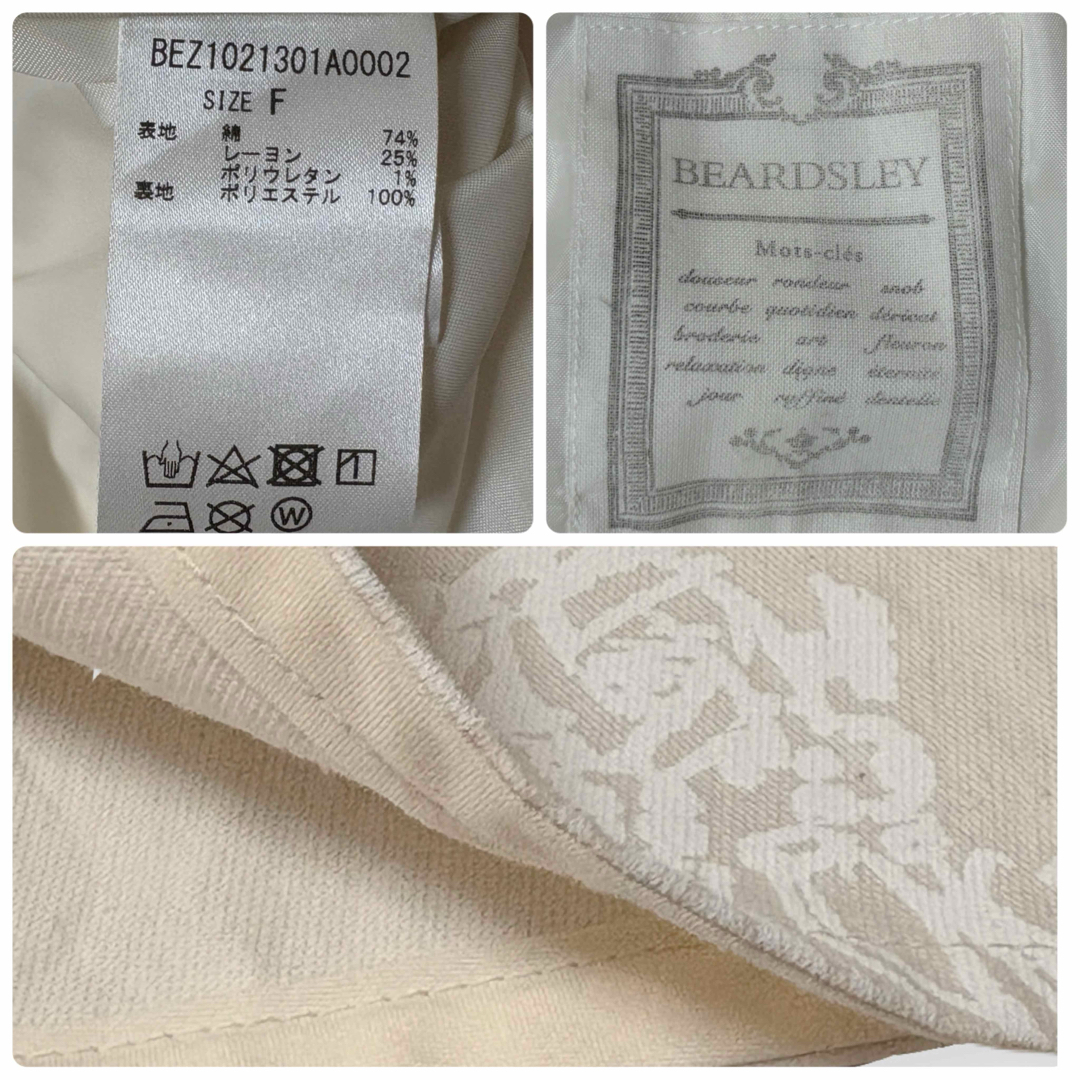 BEZ1021301A0002
SIZE F
表地 綿 74%
レーヨン 25%
ポリウレタン 1%
裏地 ポリエステル 100%
W
BEARDSLEY
Mots-clés
douceur rondeur snob
courbe quotidien délicat
broderie art fleuron
relaxation digne éternité
jour raffiné dentelle